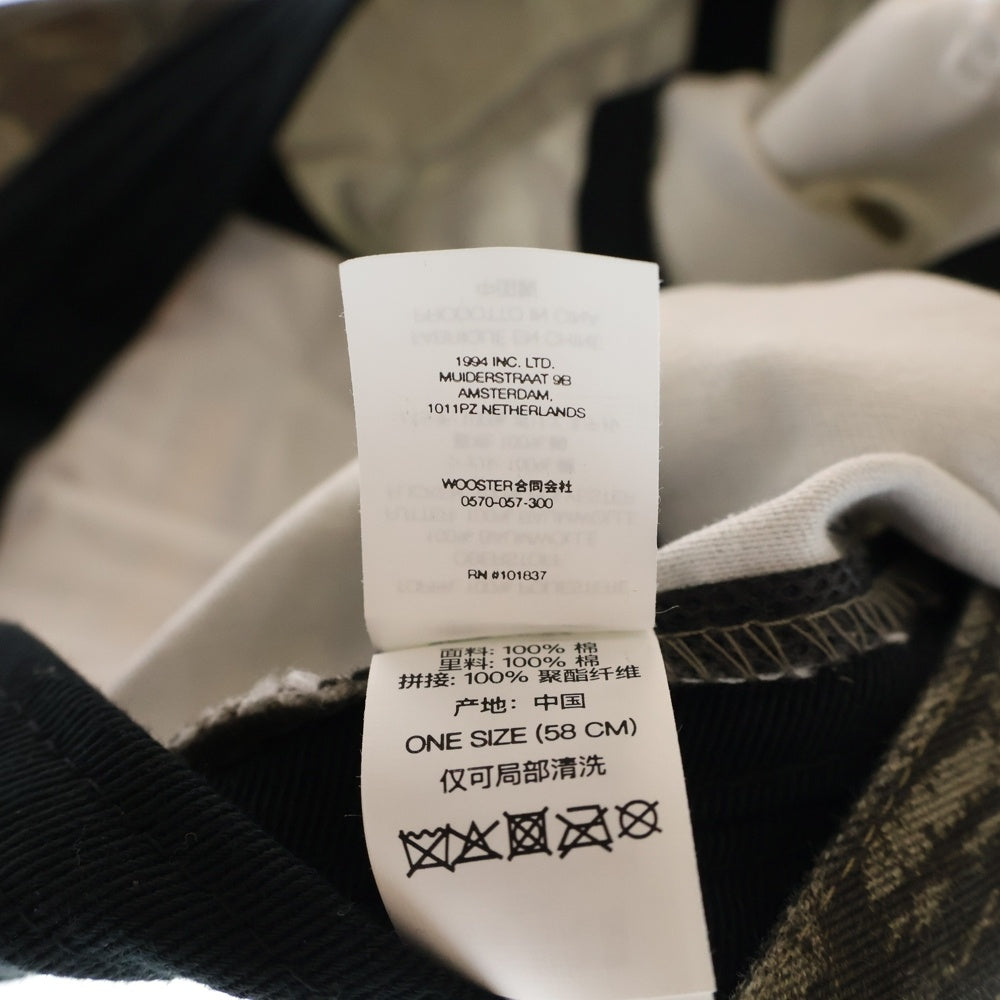 1994 INC. LTD.
MUIDERSTRAAT 9B
AMSTERDAM,
1011PZ NETHERLANDS
WOOSTER合同会社
0570-057-300
RN #101837
面料: 100% 棉
里料: 100% 棉
拼接: 100% 聚酯纤维
产地: 中国
ONE SIZE (58 CM)
仅可局部清洗